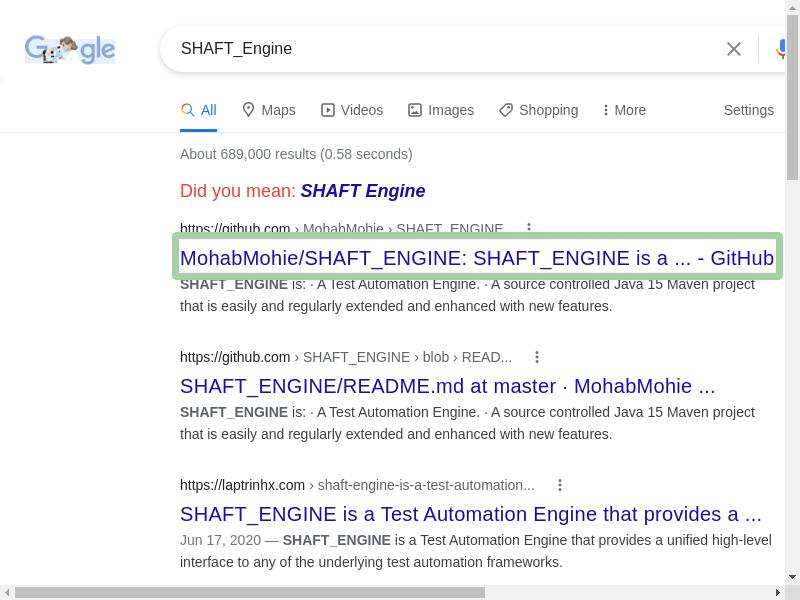 Google
SHAFT_Engine
All Maps Videos Images Shopping More Settings
About 689,000 results (0.58 seconds)
Did you mean: SHAFT Engine
https://github.com › MohabMohie › SHAFT_ENGINE
MohabMohie/SHAFT_ENGINE: SHAFT_ENGINE is a ... - GitHub
SHAFT_ENGINE is: · A Test Automation Engine. · A source controlled Java 15 Maven project
that is easily and regularly extended and enhanced with new features.
https://github.com › SHAFT_ENGINE › blob › READ...
SHAFT_ENGINE/README.md at master · MohabMohie ...
SHAFT_ENGINE is: · A Test Automation Engine. · A source controlled Java 15 Maven project
that is easily and regularly extended and enhanced with new features.
https://laptrinhx.com › shaft-engine-is-a-test-automation...
SHAFT_ENGINE is a Test Automation Engine that provides a ...
Jun 17, 2020 — SHAFT_ENGINE is a Test Automation Engine that provides a unified high-level
interface to any of the underlying test automation frameworks.